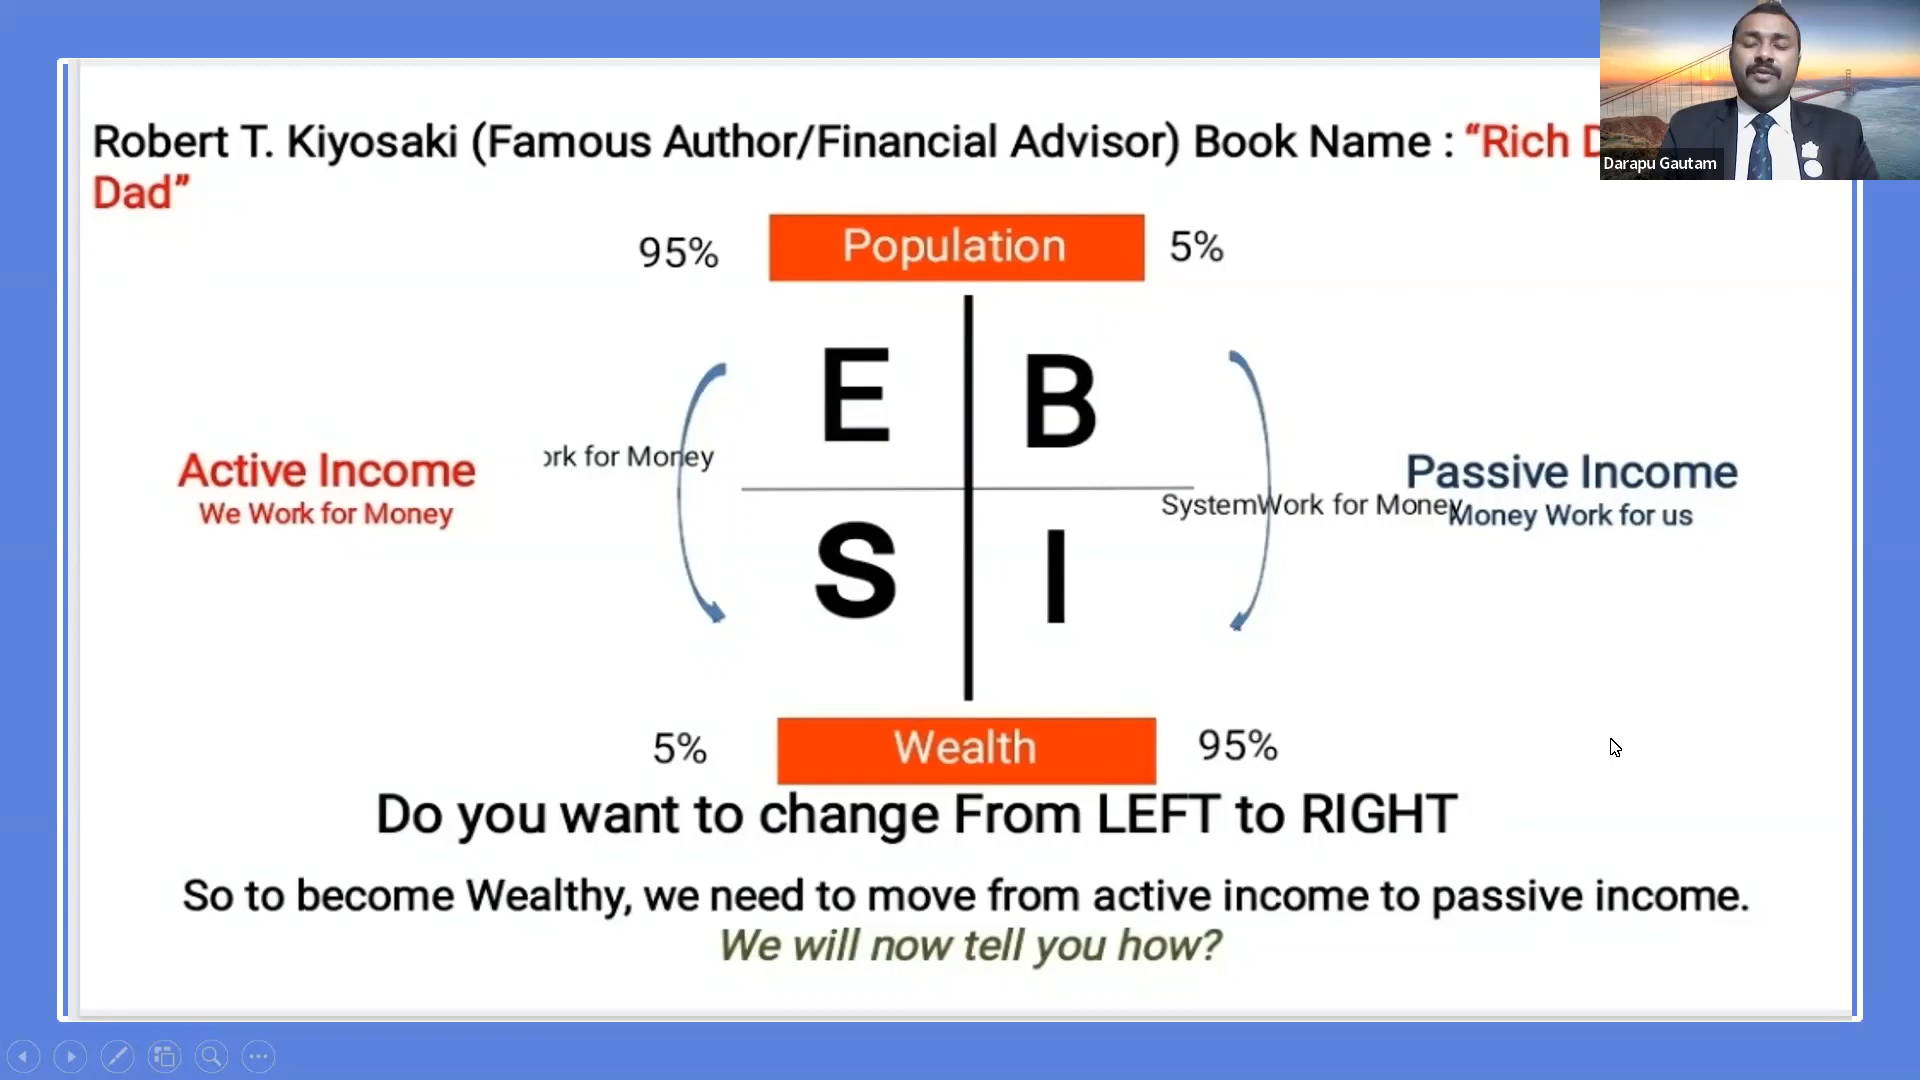 Robert T. Kiyosaki (Famous Author/Financial Advisor) Book Name : “Rich
Dad”
Darapu Gautam
95% Population 5%
E B
for Money
Active Income
We Work for Money
Passive Income
SystemWork for Money
Money Work for us
S I
5% Wealth 95%
Do you want to change From LEFT to RIGHT
So to become Wealthy, we need to move from active income to passive income.
We will now tell you how?